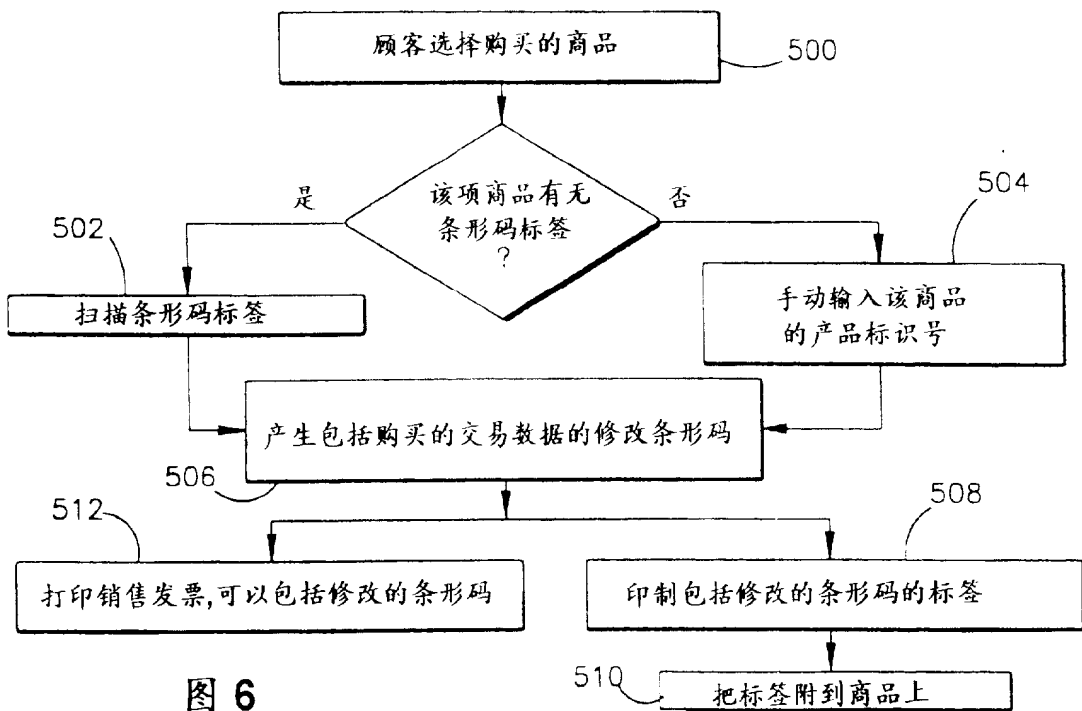 顾客选择购买的商品
500
该项商品有无
条形码标签
?
是
否
502
504
扫描条形码标签
手动输入该商品
的产品标识号
产生包括购买的交易数据的修改条形码
506
512
508
打印销售发票,可以包括修改的条形码
印制包括修改的条形码的标签
510
把标签附到商品上
图 6